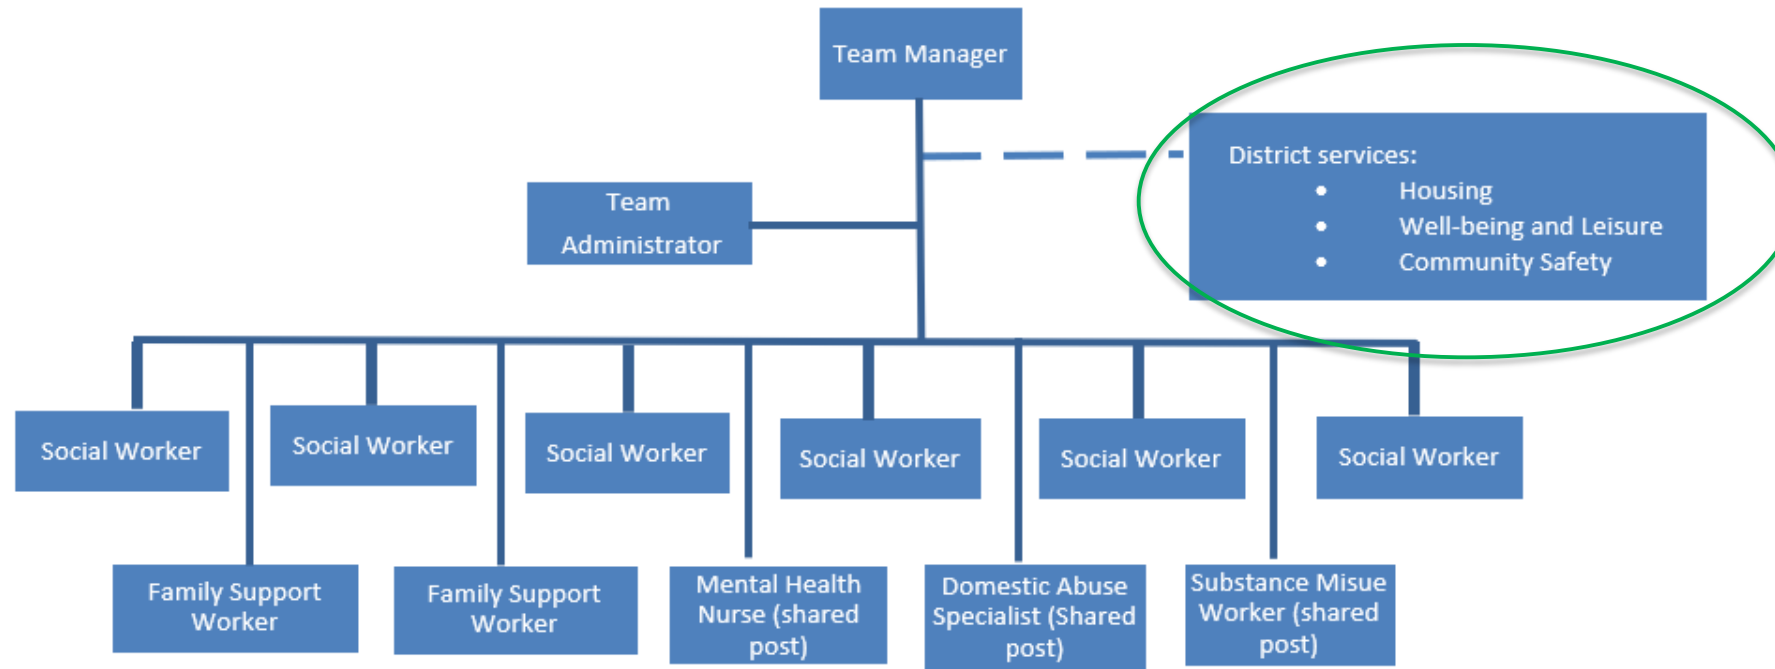 Team Manager
District services:
• Housing
• Well-being and Leisure
• Community Safety
Team
Administrator
Social Worker
Social Worker
Social Worker
Social Worker
Social Worker
Social Worker
Family Support
Worker
Family Support
Worker
Mental Health
Nurse (shared
post)
Domestic Abuse
Specialist (Shared
post)
Substance Misue
Worker (shared
post)